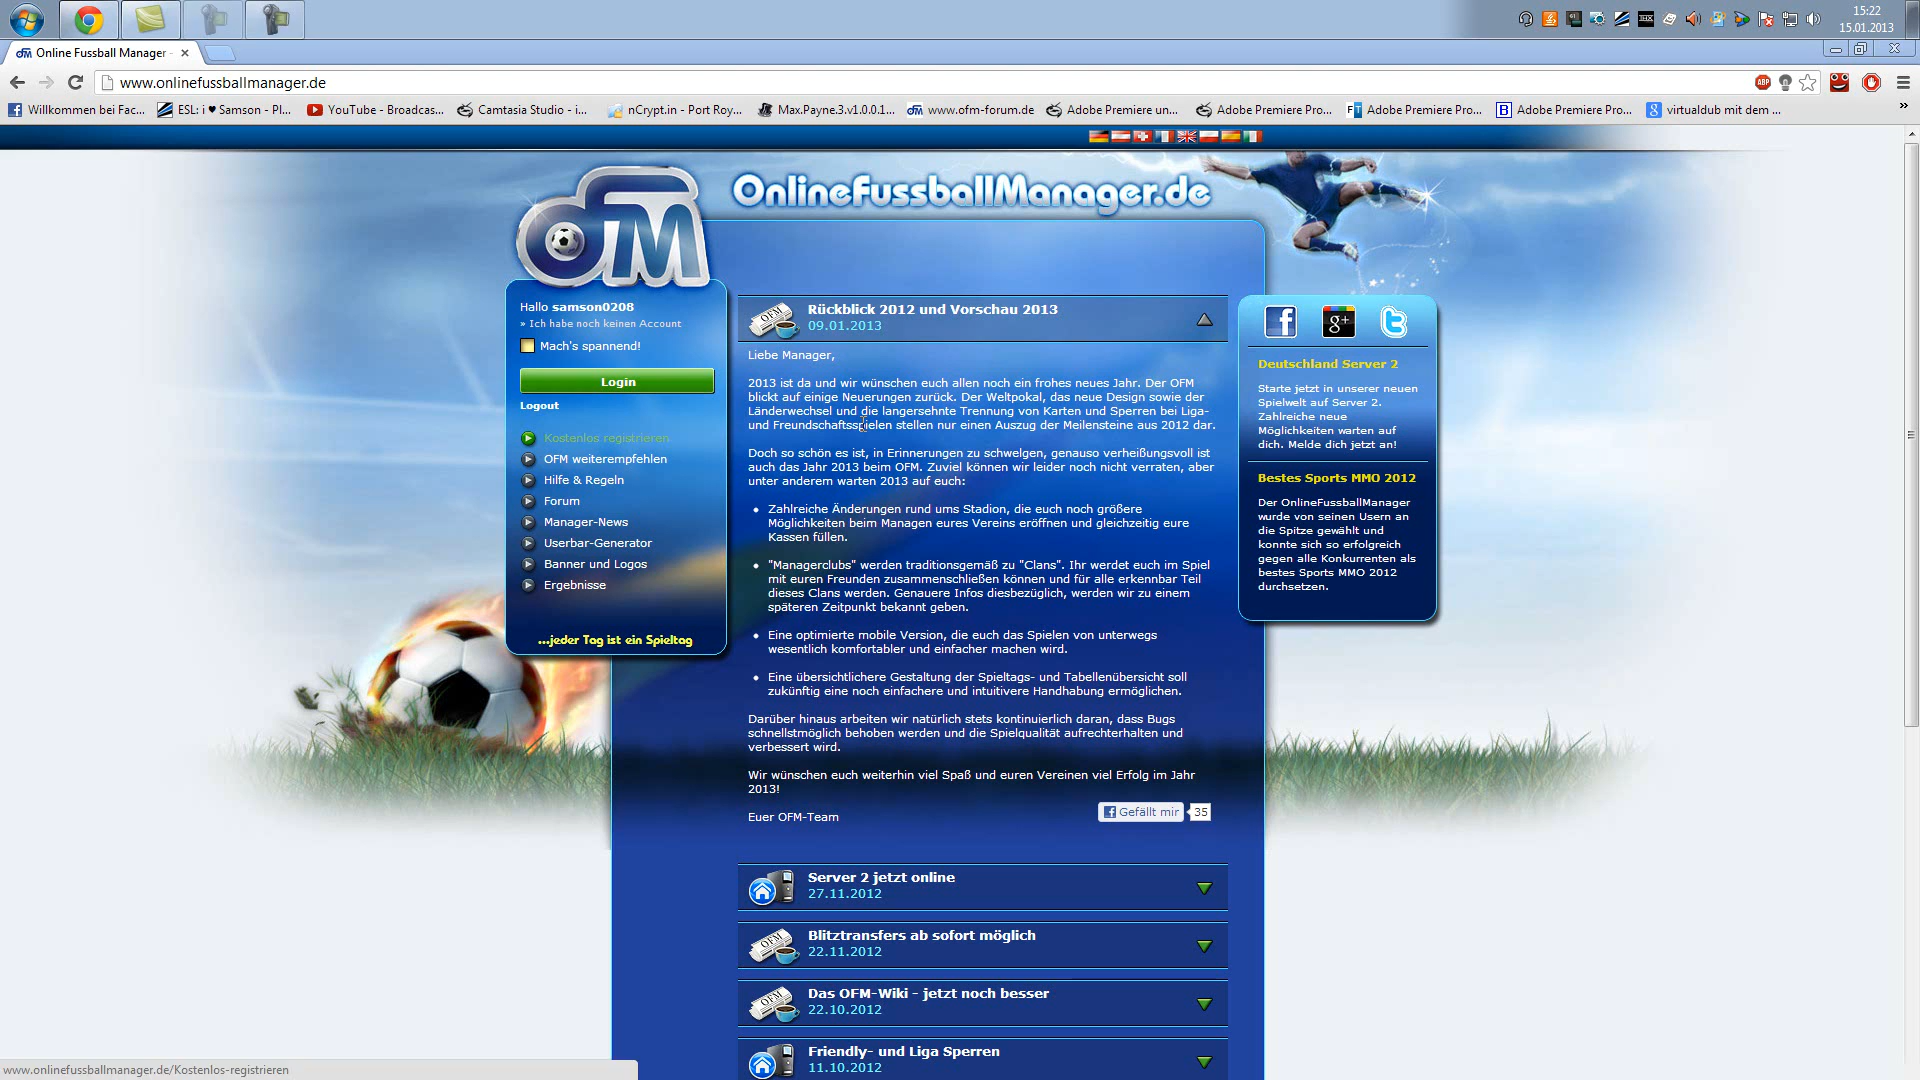 15:22
15.01.2013
Online Fussball Manager -
www.onlinefussballmanager.de
Willkommen bei Fac...
ESL: i ♥ Samson - Pl...
YouTube - Broadcas...
Camtasia Studio - i...
nCrypt.in - Port Roy...
Max.Payne.3.v1.0.0.1...
www.ofm-forum.de
Adobe Premiere un...
Adobe Premiere Pro...
Adobe Premiere Pro...
Adobe Premiere Pro...
virtualdub mit dem ...
OFM
OnlineFussballManager.de
Hallo samson0208
» Ich habe noch keinen Account
Mach's spannend!
Login
Logout
Kostenlos registrieren
OFM weiterempfehlen
Hilfe & Regeln
Forum
Manager-News
Userbar-Generator
Banner und Logos
Ergebnisse
...jeder Tag ist ein Spieltag
Rückblick 2012 und Vorschau 2013
09.01.2013
Liebe Manager,
2013 ist da und wir wünschen euch allen noch ein frohes neues Jahr. Der OFM
blickt auf einige Neuerungen zurück. Der Weltpokal, das neue Design sowie der
Länderwechsel und die langersehnte Trennung von Karten und Sperren bei Liga-
und Freundschaftsspielen stellen nur einen Auszug der Meilensteine aus 2012 dar.
Doch so schön es ist, in Erinnerungen zu schwelgen, genauso verheißungsvoll ist
auch das Jahr 2013 beim OFM. Zuviel können wir leider noch nicht verraten, aber
unter anderem warten 2013 auf euch:
• Zahlreiche Änderungen rund ums Stadion, die euch noch größere
Möglichkeiten beim Managen eures Vereins eröffnen und gleichzeitig eure
Kassen füllen.
• "Managerclubs" werden traditionsgemäß zu "Clans". Ihr werdet euch im Spiel
mit euren Freunden zusammenschließen können und für alle erkennbar Teil
dieses Clans werden. Genauere Infos diesbezüglich, werden wir zu einem
späteren Zeitpunkt bekannt geben.
• Eine optimierte mobile Version, die euch das Spielen von unterwegs
wesentlich komfortabler und einfacher machen wird.
• Eine übersichtlichere Gestaltung der Spieltags- und Tabellenübersicht soll
zukünftig eine noch einfachere und intuitivere Handhabung ermöglichen.
Darüber hinaus arbeiten wir natürlich stets kontinuierlich daran, dass Bugs
schnellstmöglich behoben werden und die Spielqualität aufrechterhalten und
verbessert wird.
Wir wünschen euch weiterhin viel Spaß und euren Vereinen viel Erfolg im Jahr
2013!
Euer OFM-Team
Gefällt mir
35
Server 2 jetzt online
27.11.2012
Blitztransfers ab sofort möglich
22.11.2012
Das OFM-Wiki - jetzt noch besser
22.10.2012
Friendly- und Liga Sperren
11.10.2012
Deutschland Server 2
Starte jetzt in unserer neuen
Spielwelt auf Server 2.
Zahlreiche neue
Möglichkeiten warten auf
dich. Melde dich jetzt an!
Bestes Sports MMO 2012
Der OnlineFussballManager
wurde von seinen Usern an
die Spitze gewählt und
konnte sich so erfolgreich
gegen alle Konkurrenten als
bestes Sports MMO 2012
durchsetzen.
www.onlinefussballmanager.de/Kostenlos-registrieren